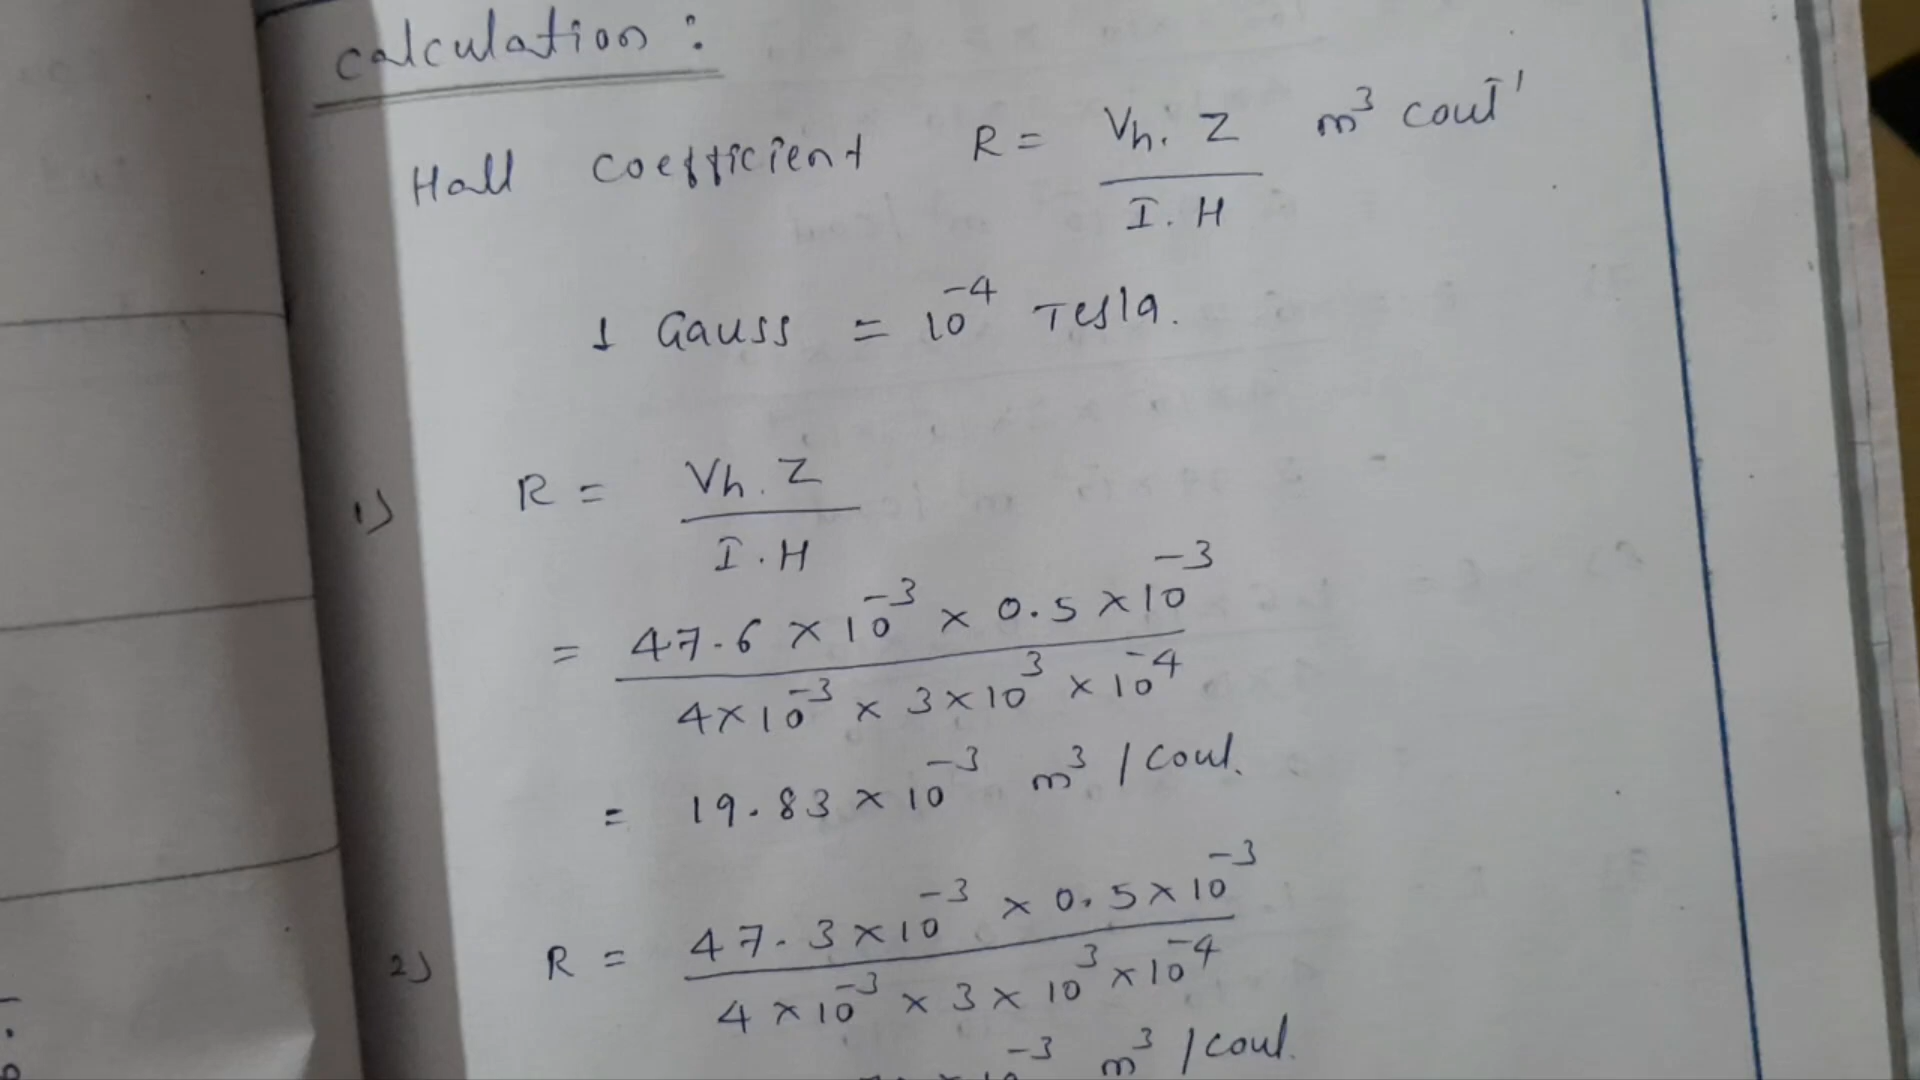 calculation :
Hall coefficient R = Vh. Z / I. H m³ coul⁻¹
1 Gauss = 10⁻⁴ Tesla.
1) R = Vh. Z / I. H
= 47.6 × 10⁻³ × 0.5 × 10⁻³ / 4 × 10⁻³ × 3 × 10³ × 10⁻⁴
= 19.83 × 10⁻³ m³ / coul.
2) R = 47.3 × 10⁻³ × 0.5 × 10⁻³ / 4 × 10⁻³ × 3 × 10³ × 10⁻⁴
× 10⁻³ m³ / coul.